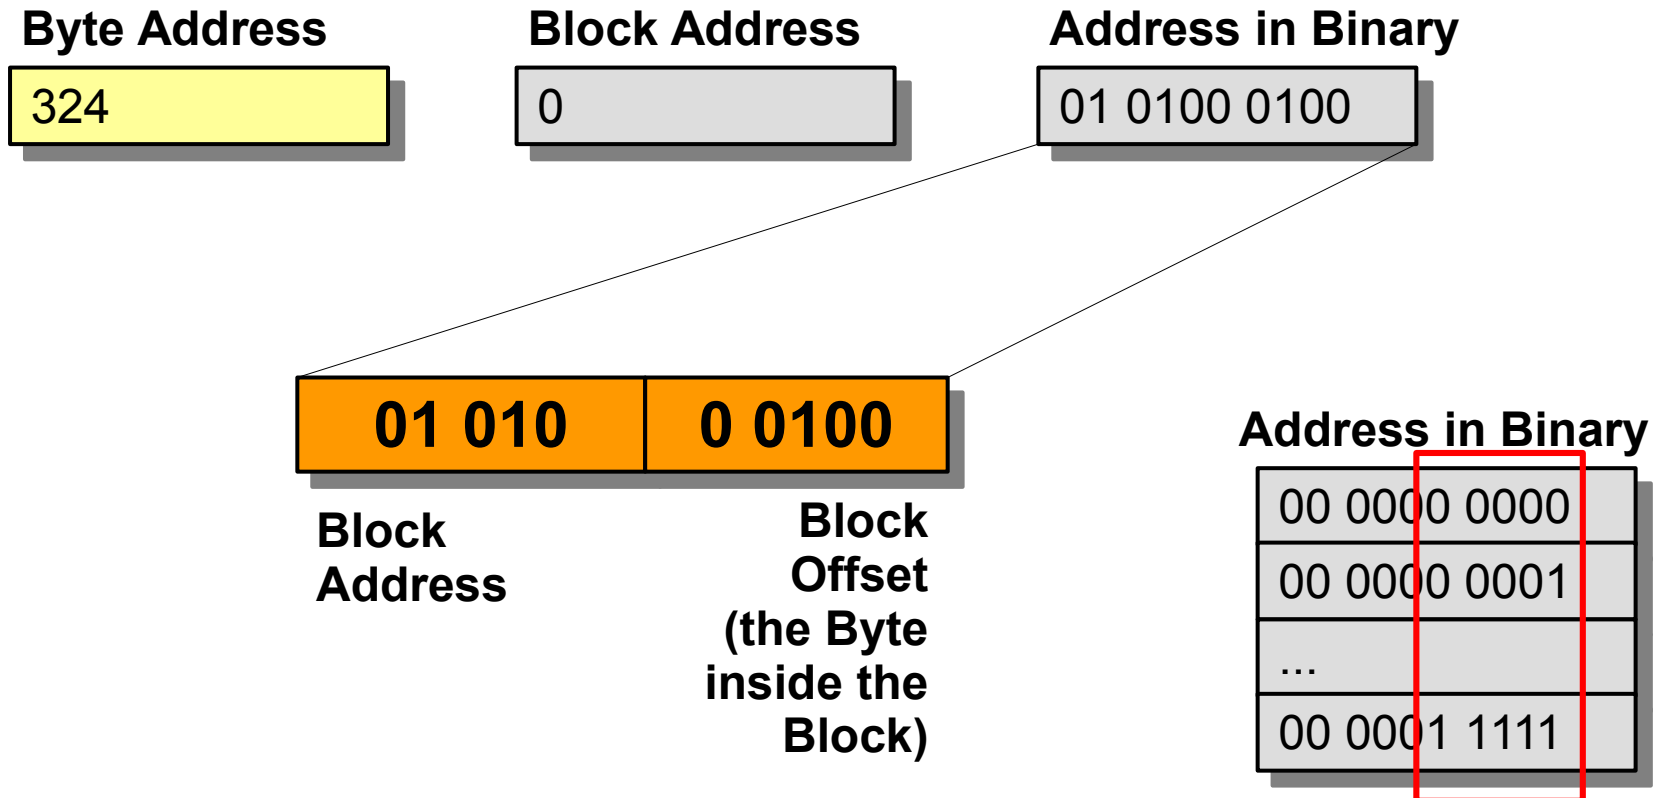 Byte Address
Block Address
Address in Binary
324
0
01 0100 0100
01 010
0 0100
Block
Address
Block
Offset
(the Byte
inside the
Block)
Address in Binary
00 0000 0000
00 0000 0001
...
00 0001 1111